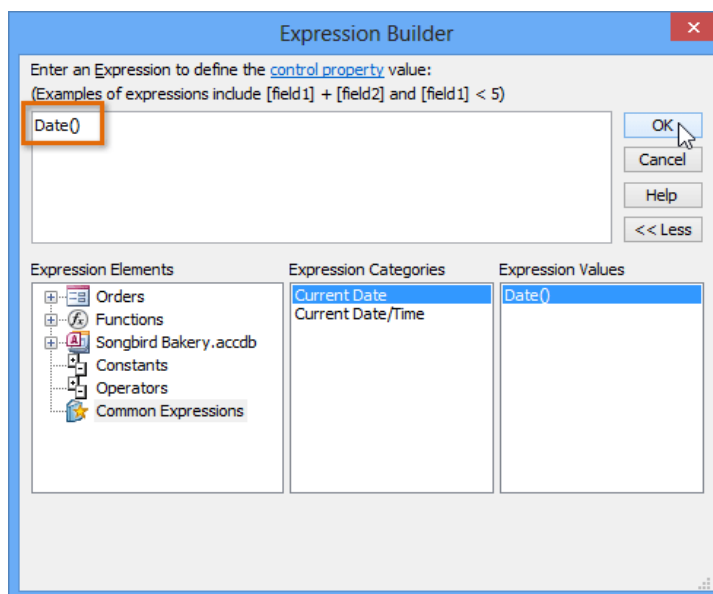 Expression Builder
Enter an Expression to define the control property value:
(Examples of expressions include [field1] + [field2] and [field1] < 5)
Date()
OK
Cancel
Help
<< Less
Expression Elements
Orders
Functions
Songbird Bakery.accdb
Constants
Operators
Common Expressions
Expression Categories
Current Date
Current Date/Time
Expression Values
Date()